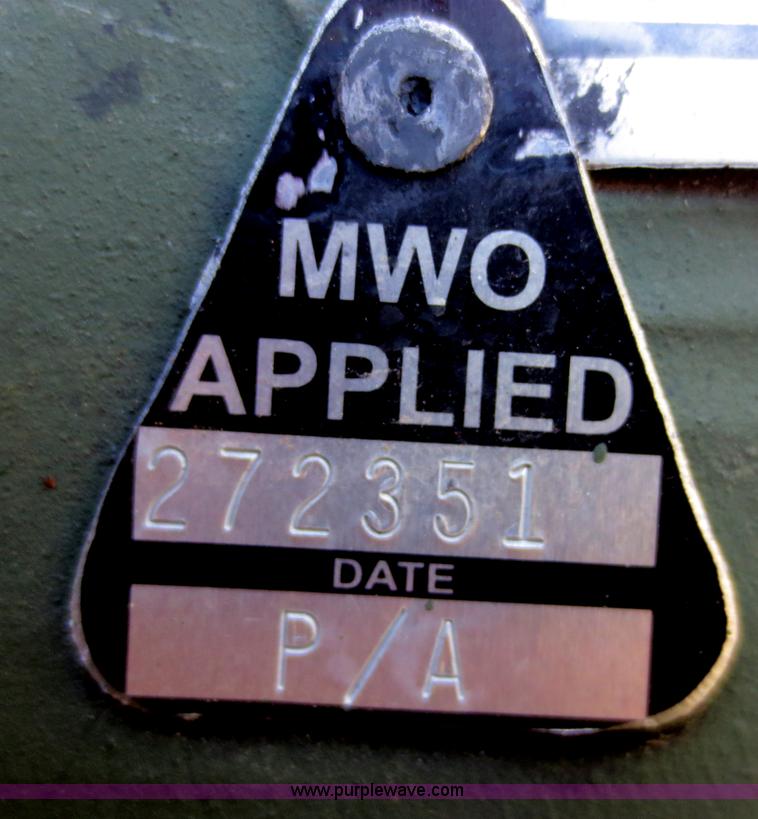 MWO
APPLIED
272351
DATE
P/A
www.purplewave.com